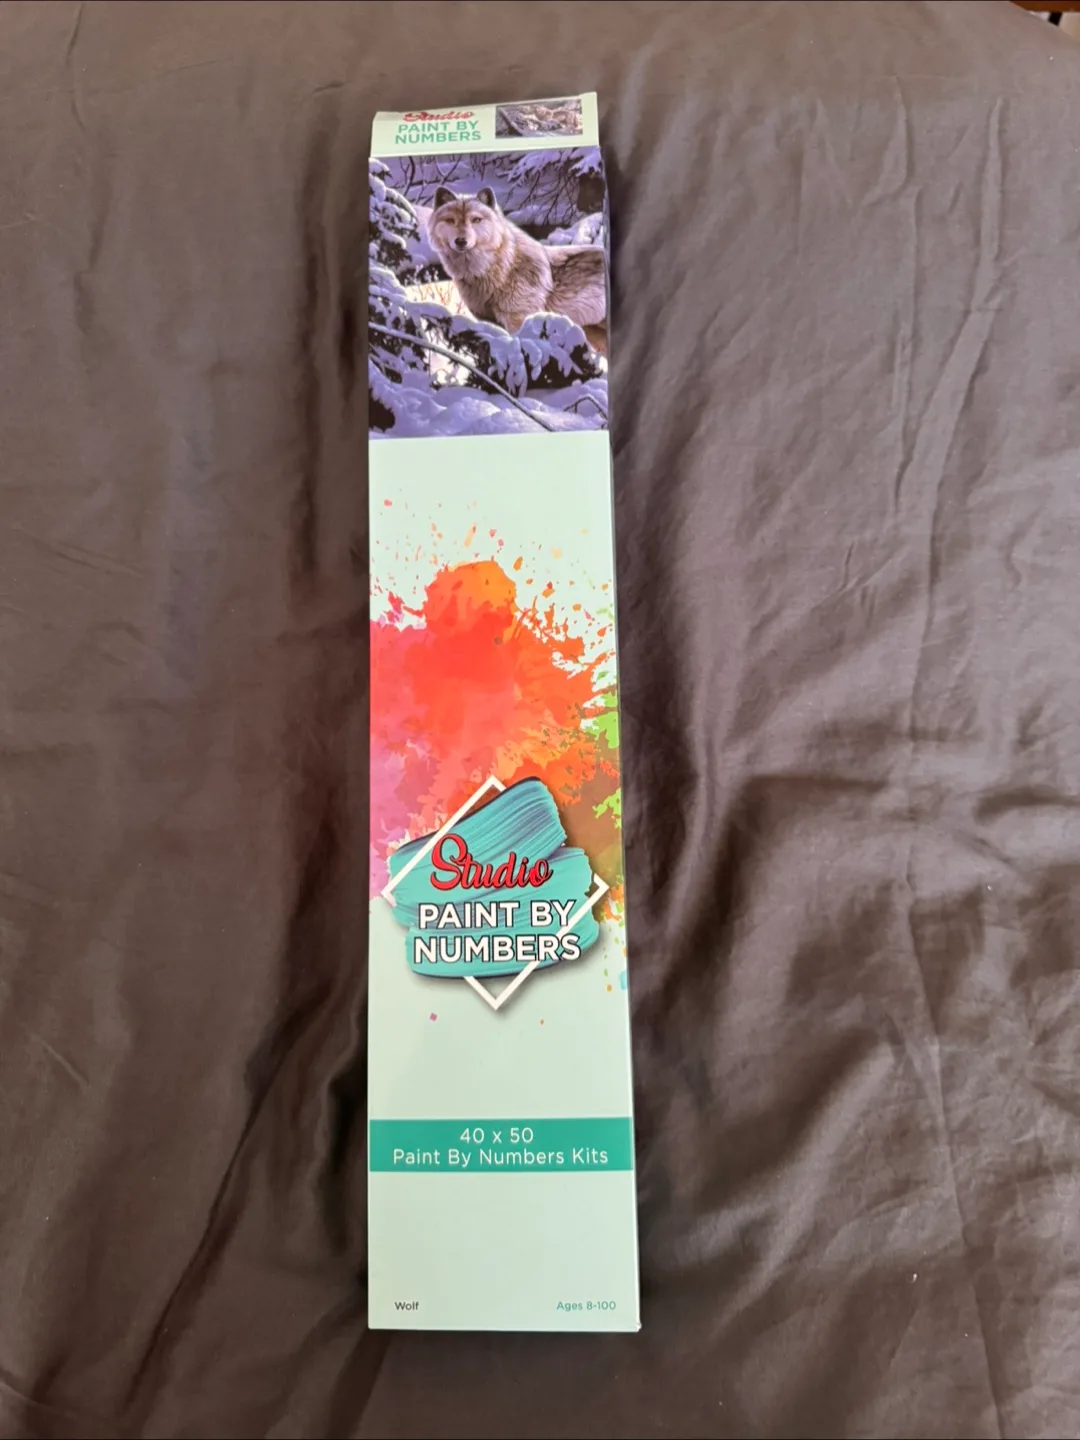 Studio
PAINT BY
NUMBERS
Studio
PAINT BY
NUMBERS
40 x 50
Paint By Numbers Kits
Wolf
Ages 8-100